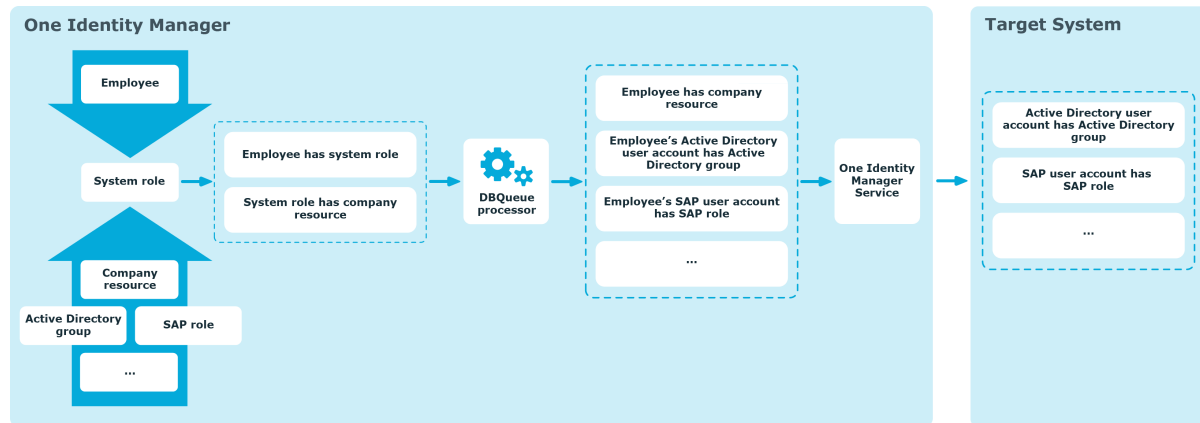 One Identity Manager
Employee
System role
Company
resource
Active Directory
group
SAP role
...
Employee has system role
System role has company
resource
DBQueue
processor
Employee has company
resource
Employee’s Active Directory
user account has Active
Directory group
Employee’s SAP user account
has SAP role
...
One Identity
Manager
Service
Target System
Active Directory user
account has Active Directory
group
SAP user account has
SAP role
...